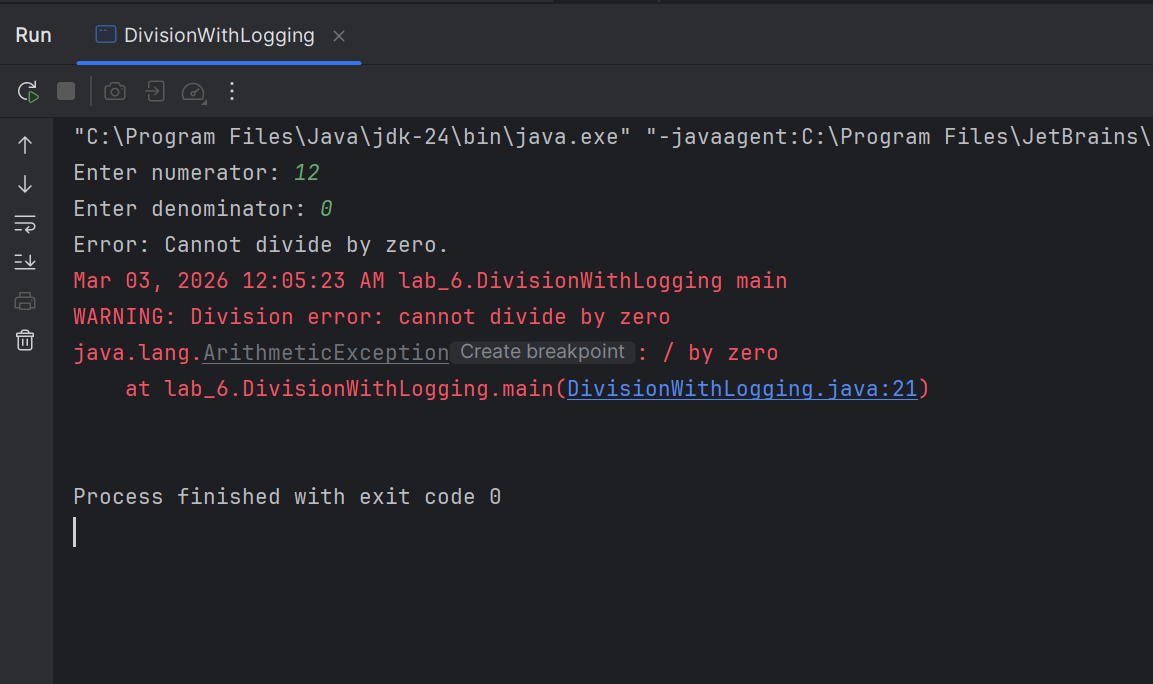 Run DivisionWithLogging
"C:\Program Files\Java\jdk-24\bin\java.exe" "-javaagent:C:\Program Files\JetBrains\
Enter numerator: 12
Enter denominator: 0
Error: Cannot divide by zero.
Mar 03, 2026 12:05:23 AM lab_6.DivisionWithLogging main
WARNING: Division error: cannot divide by zero
java.lang.ArithmeticException Create breakpoint : / by zero
    at lab_6.DivisionWithLogging.main(DivisionWithLogging.java:21)
Process finished with exit code 0